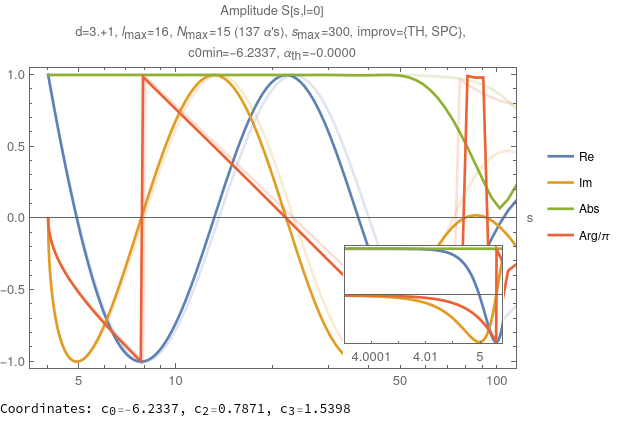 Amplitude S[s,l=0]
d=3.+1, lmax=16, Nmax=15 (137 α's), smax=300, improv={TH, SPC},
c0min=-6.2337, αth=-0.0000
1.0
0.5
0.0
-0.5
-1.0
s
Re
Im
Abs
Arg/π
4.0001 4.01 5
5 10 50 100
Coordinates: c0=-6.2337, c2=0.7871, c3=1.5398